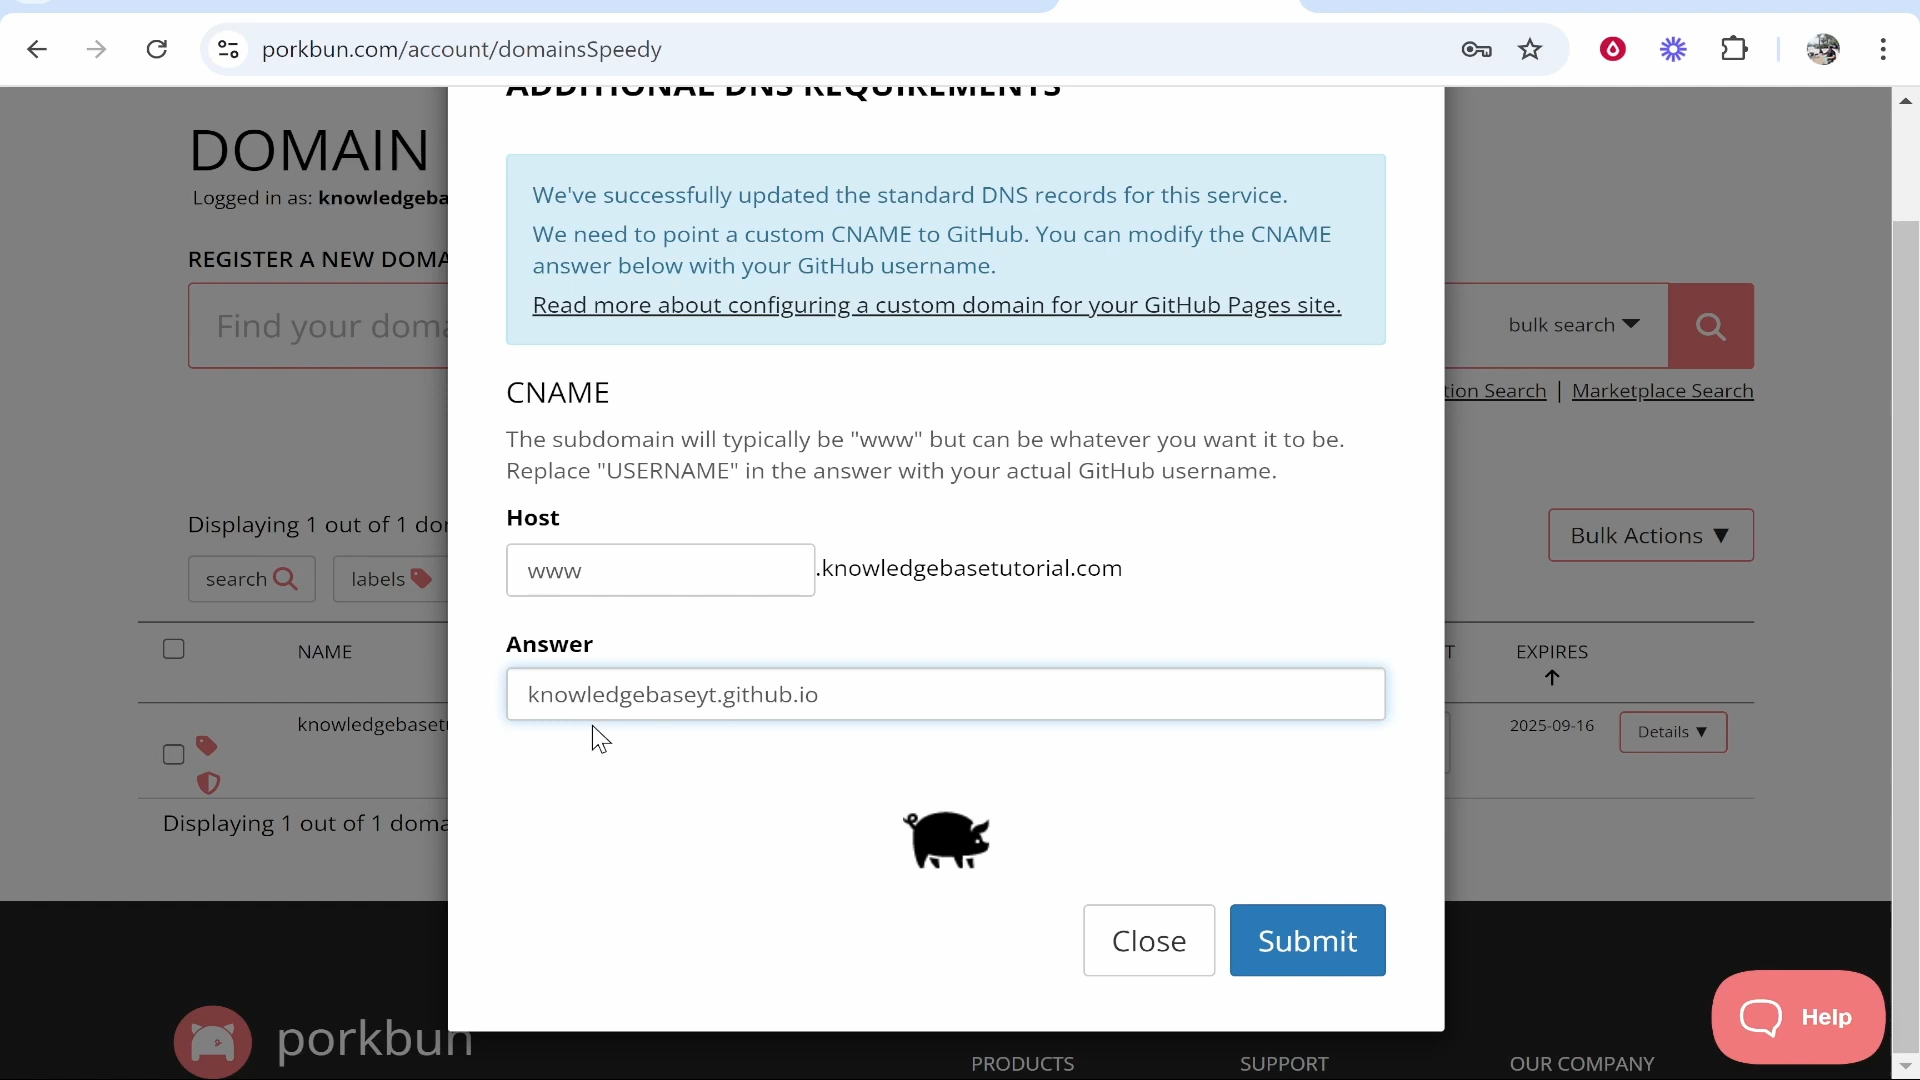 porkbun.com/account/domainsSpeedy
ADDITIONAL DNS REQUIREMENTS
DOMAIN
Logged in as: knowledgeba
REGISTER A NEW DOMA
Find your doma
bulk search
tion Search | Marketplace Search
We've successfully updated the standard DNS records for this service.
We need to point a custom CNAME to GitHub. You can modify the CNAME
answer below with your GitHub username.
Read more about configuring a custom domain for your GitHub Pages site.
CNAME
The subdomain will typically be "www" but can be whatever you want it to be.
Replace "USERNAME" in the answer with your actual GitHub username.
Host
www
.knowledgebasetutorial.com
Answer
knowledgebaseyt.github.io
Close
Submit
Displaying 1 out of 1 do
Bulk Actions ▼
search
labels
NAME
T
EXPIRES
knowledgebaset
2025-09-16
Details ▼
Displaying 1 out of 1 doma
porkbun
PRODUCTS
SUPPORT
OUR COMPANY
Help